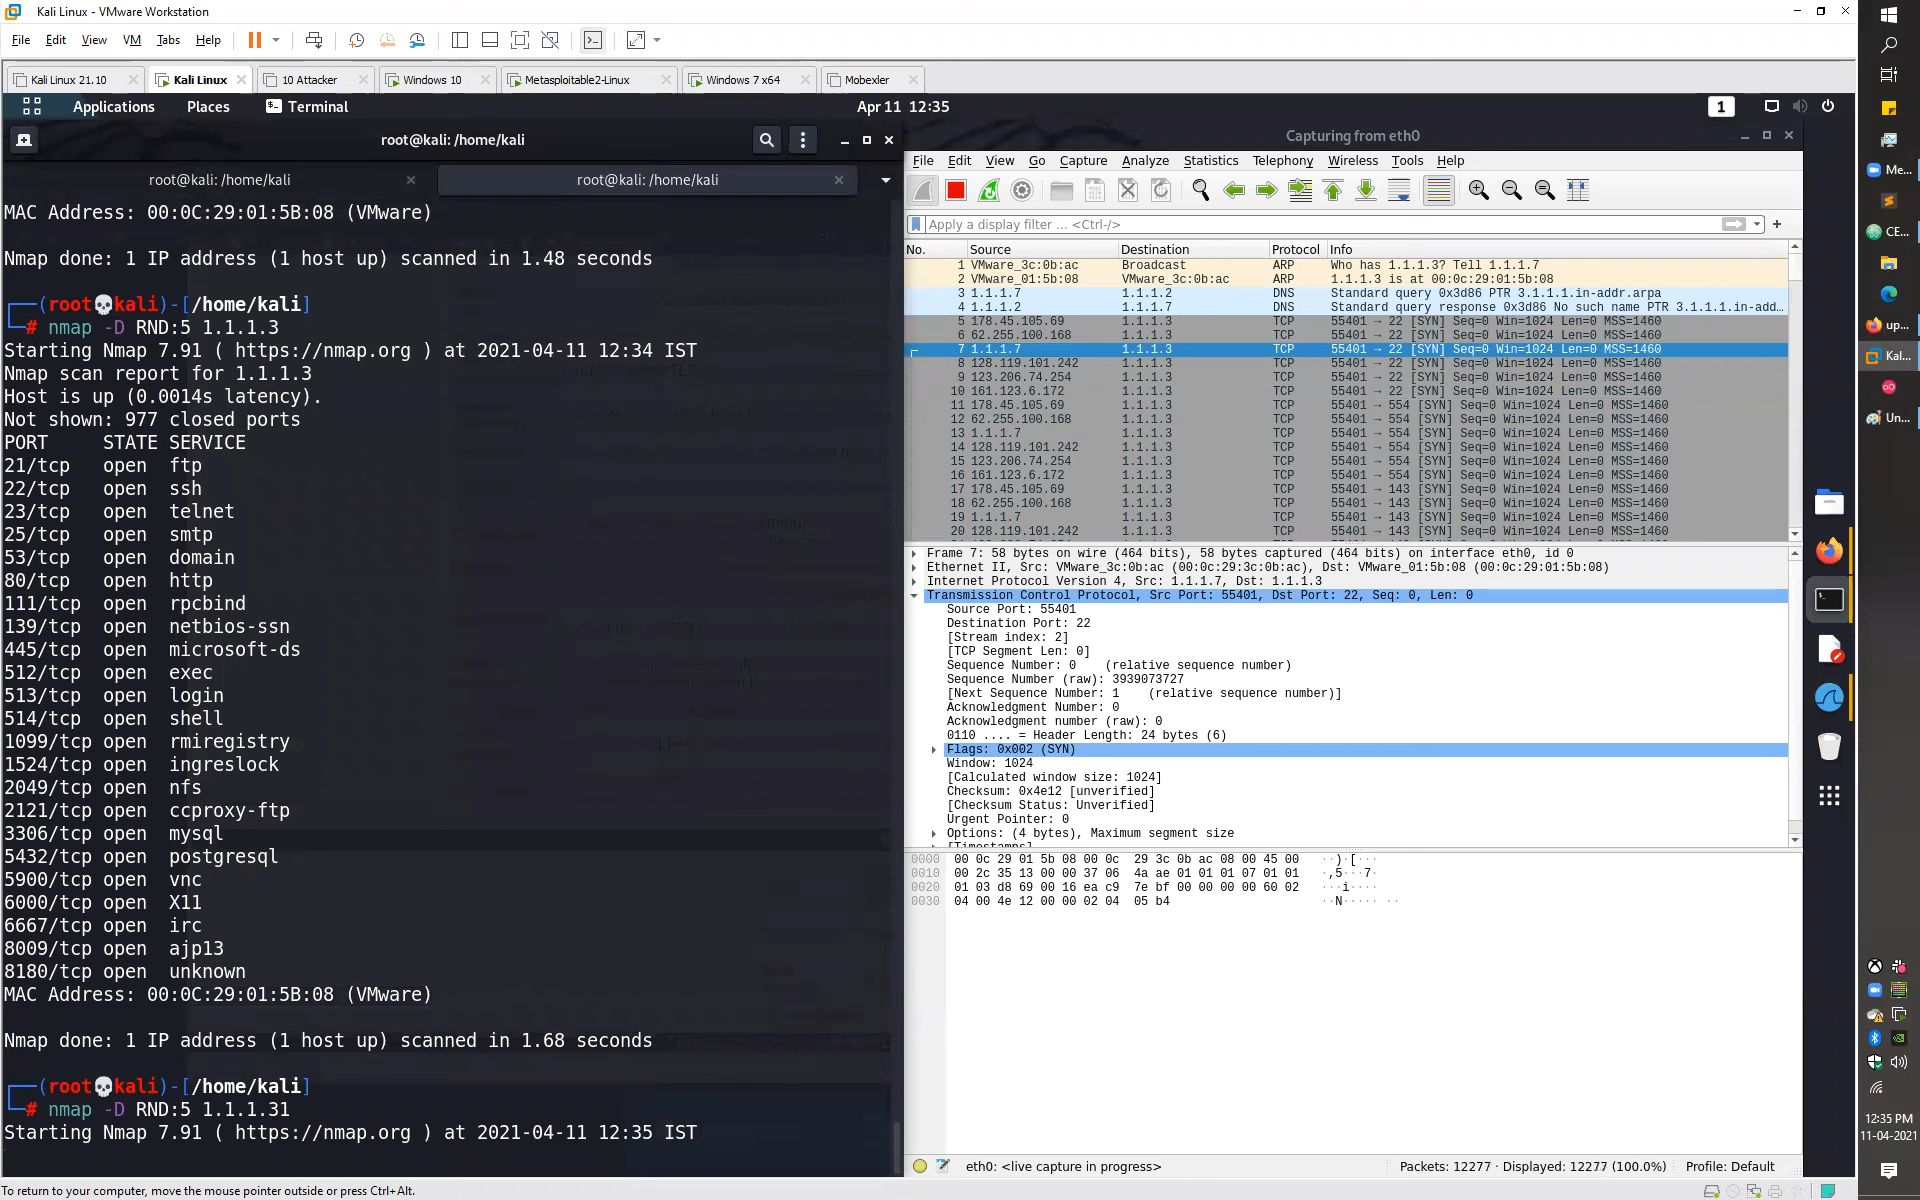 Kali Linux - VMware Workstation
File Edit View VM Tabs Help
Kali Linux 21.10
Kali Linux
10 Attacker
Windows 10
Metasploitable2-Linux
Windows 7 x64
Mobexler
Applications Places Terminal
Apr 11 12:35
1
root@kali: /home/kali
root@kali: /home/kali
root@kali: /home/kali
MAC Address: 00:0C:29:01:5B:08 (VMware)
Nmap done: 1 IP address (1 host up) scanned in 1.48 seconds
(root💀kali)-[/home/kali]
# nmap -D RND:5 1.1.1.3
Starting Nmap 7.91 ( https://nmap.org ) at 2021-04-11 12:34 IST
Nmap scan report for 1.1.1.3
Host is up (0.0014s latency).
Not shown: 977 closed ports
PORT STATE SERVICE
21/tcp open ftp
22/tcp open ssh
23/tcp open telnet
25/tcp open smtp
53/tcp open domain
80/tcp open http
111/tcp open rpcbind
139/tcp open netbios-ssn
445/tcp open microsoft-ds
512/tcp open exec
513/tcp open login
514/tcp open shell
1099/tcp open rmiregistry
1524/tcp open ingreslock
2049/tcp open nfs
2121/tcp open ccproxy-ftp
3306/tcp open mysql
5432/tcp open postgresql
5900/tcp open vnc
6000/tcp open X11
6667/tcp open irc
8009/tcp open ajp13
8180/tcp open unknown
MAC Address: 00:0C:29:01:5B:08 (VMware)
Nmap done: 1 IP address (1 host up) scanned in 1.68 seconds
(root💀kali)-[/home/kali]
# nmap -D RND:5 1.1.1.31
Starting Nmap 7.91 ( https://nmap.org ) at 2021-04-11 12:35 IST
Capturing from eth0
File Edit View Go Capture Analyze Statistics Telephony Wireless Tools Help
Apply a display filter ... <Ctrl-/>
No. Source Destination Protocol Info
1 VMware_3c:0b:ac Broadcast ARP Who has 1.1.1.3? Tell 1.1.1.7
2 VMware_01:5b:08 VMware_3c:0b:ac ARP 1.1.1.3 is at 00:0c:29:01:5b:08
3 1.1.1.7 1.1.1.2 DNS Standard query 0x3d86 PTR 3.1.1.1.in-addr.arpa
4 1.1.1.2 1.1.1.7 DNS Standard query response 0x3d86 No such name PTR 3.1.1.1.in-add…
5 178.45.105.69 1.1.1.3 TCP 55401 → 22 [SYN] Seq=0 Win=1024 Len=0 MSS=1460
6 62.255.100.168 1.1.1.3 TCP 55401 → 22 [SYN] Seq=0 Win=1024 Len=0 MSS=1460
7 1.1.1.7 1.1.1.3 TCP 55401 → 22 [SYN] Seq=0 Win=1024 Len=0 MSS=1460
8 128.119.101.242 1.1.1.3 TCP 55401 → 22 [SYN] Seq=0 Win=1024 Len=0 MSS=1460
9 123.206.74.254 1.1.1.3 TCP 55401 → 22 [SYN] Seq=0 Win=1024 Len=0 MSS=1460
10 161.123.6.172 1.1.1.3 TCP 55401 → 22 [SYN] Seq=0 Win=1024 Len=0 MSS=1460
11 178.45.105.69 1.1.1.3 TCP 55401 → 554 [SYN] Seq=0 Win=1024 Len=0 MSS=1460
12 62.255.100.168 1.1.1.3 TCP 55401 → 554 [SYN] Seq=0 Win=1024 Len=0 MSS=1460
13 1.1.1.7 1.1.1.3 TCP 55401 → 554 [SYN] Seq=0 Win=1024 Len=0 MSS=1460
14 128.119.101.242 1.1.1.3 TCP 55401 → 554 [SYN] Seq=0 Win=1024 Len=0 MSS=1460
15 123.206.74.254 1.1.1.3 TCP 55401 → 554 [SYN] Seq=0 Win=1024 Len=0 MSS=1460
16 161.123.6.172 1.1.1.3 TCP 55401 → 554 [SYN] Seq=0 Win=1024 Len=0 MSS=1460
17 178.45.105.69 1.1.1.3 TCP 55401 → 143 [SYN] Seq=0 Win=1024 Len=0 MSS=1460
18 62.255.100.168 1.1.1.3 TCP 55401 → 143 [SYN] Seq=0 Win=1024 Len=0 MSS=1460
19 1.1.1.7 1.1.1.3 TCP 55401 → 143 [SYN] Seq=0 Win=1024 Len=0 MSS=1460
20 128.119.101.242 1.1.1.3 TCP 55401 → 143 [SYN] Seq=0 Win=1024 Len=0 MSS=1460
Frame 7: 58 bytes on wire (464 bits), 58 bytes captured (464 bits) on interface eth0, id 0
Ethernet II, Src: VMware_3c:0b:ac (00:0c:29:3c:0b:ac), Dst: VMware_01:5b:08 (00:0c:29:01:5b:08)
Internet Protocol Version 4, Src: 1.1.1.7, Dst: 1.1.1.3
Transmission Control Protocol, Src Port: 55401, Dst Port: 22, Seq: 0, Len: 0
Source Port: 55401
Destination Port: 22
[Stream index: 2]
[TCP Segment Len: 0]
Sequence Number: 0 (relative sequence number)
Sequence Number (raw): 3939073727
[Next Sequence Number: 1 (relative sequence number)]
Acknowledgment Number: 0
Acknowledgment number (raw): 0
0110 .... = Header Length: 24 bytes (6)
Flags: 0x002 (SYN)
Window: 1024
[Calculated window size: 1024]
Checksum: 0x4e12 [unverified]
[Checksum Status: Unverified]
Urgent Pointer: 0
Options: (4 bytes), Maximum segment size
[Timestamps]
0000 00 0c 29 01 5b 08 00 0c 29 3c 0b ac 08 00 45 00 ··)·[···
0010 00 2c 35 13 00 00 37 06 4a ae 01 01 01 07 01 01 ·,5···7·
0020 01 03 d8 69 00 16 ea c9 7e bf 00 00 00 00 60 02 ···i····
0030 04 00 4e 12 00 00 02 04 05 b4 ··N····· ··
eth0: <live capture in progress>
Packets: 12277 · Displayed: 12277 (100.0%)
Profile: Default
Me...
CE...
up...
Kal...
Un...
12:35 PM
11-04-2021
To return to your computer, move the mouse pointer outside or press Ctrl+Alt.